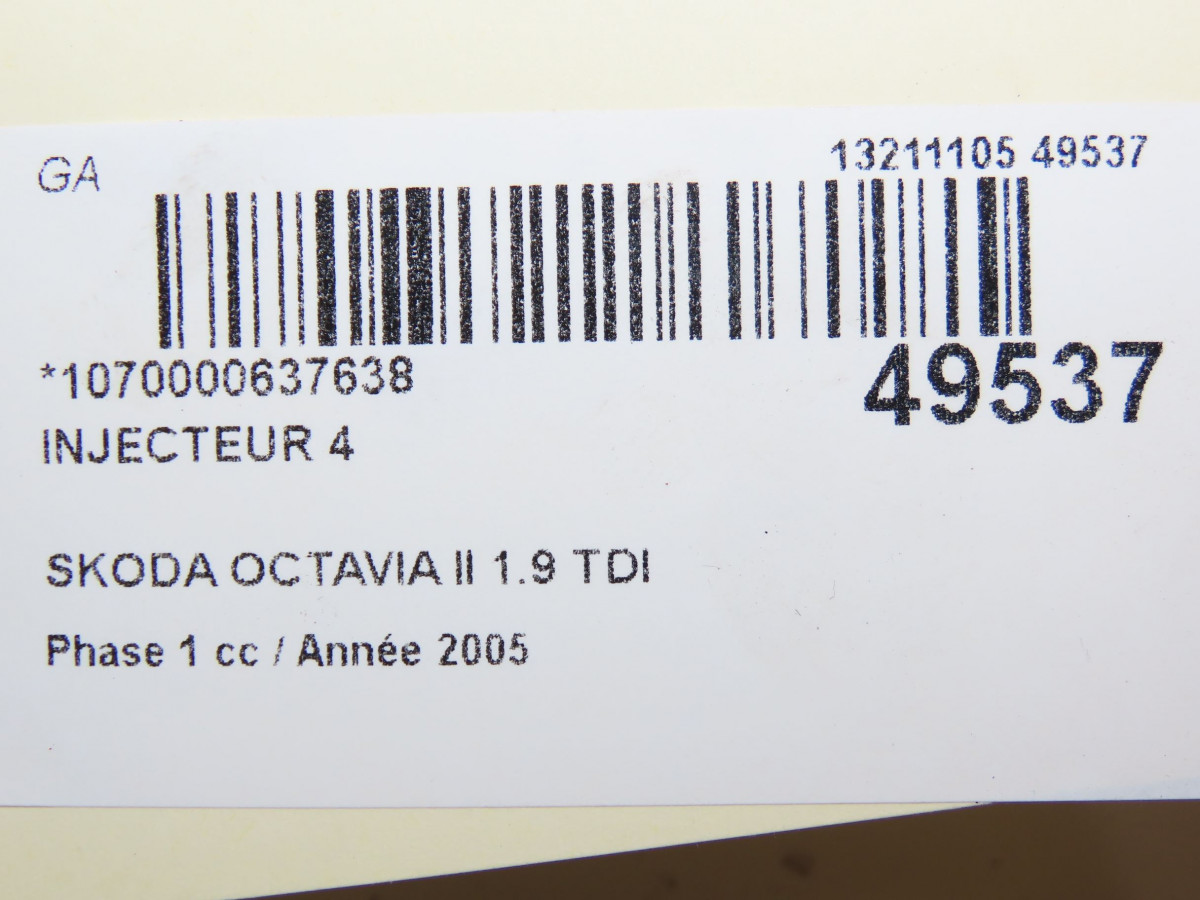 GA
13211105 49537
*1070000637638
49537
INJECTEUR 4
SKODA OCTAVIA II 1.9 TDI
Phase 1 cc / Année 2005